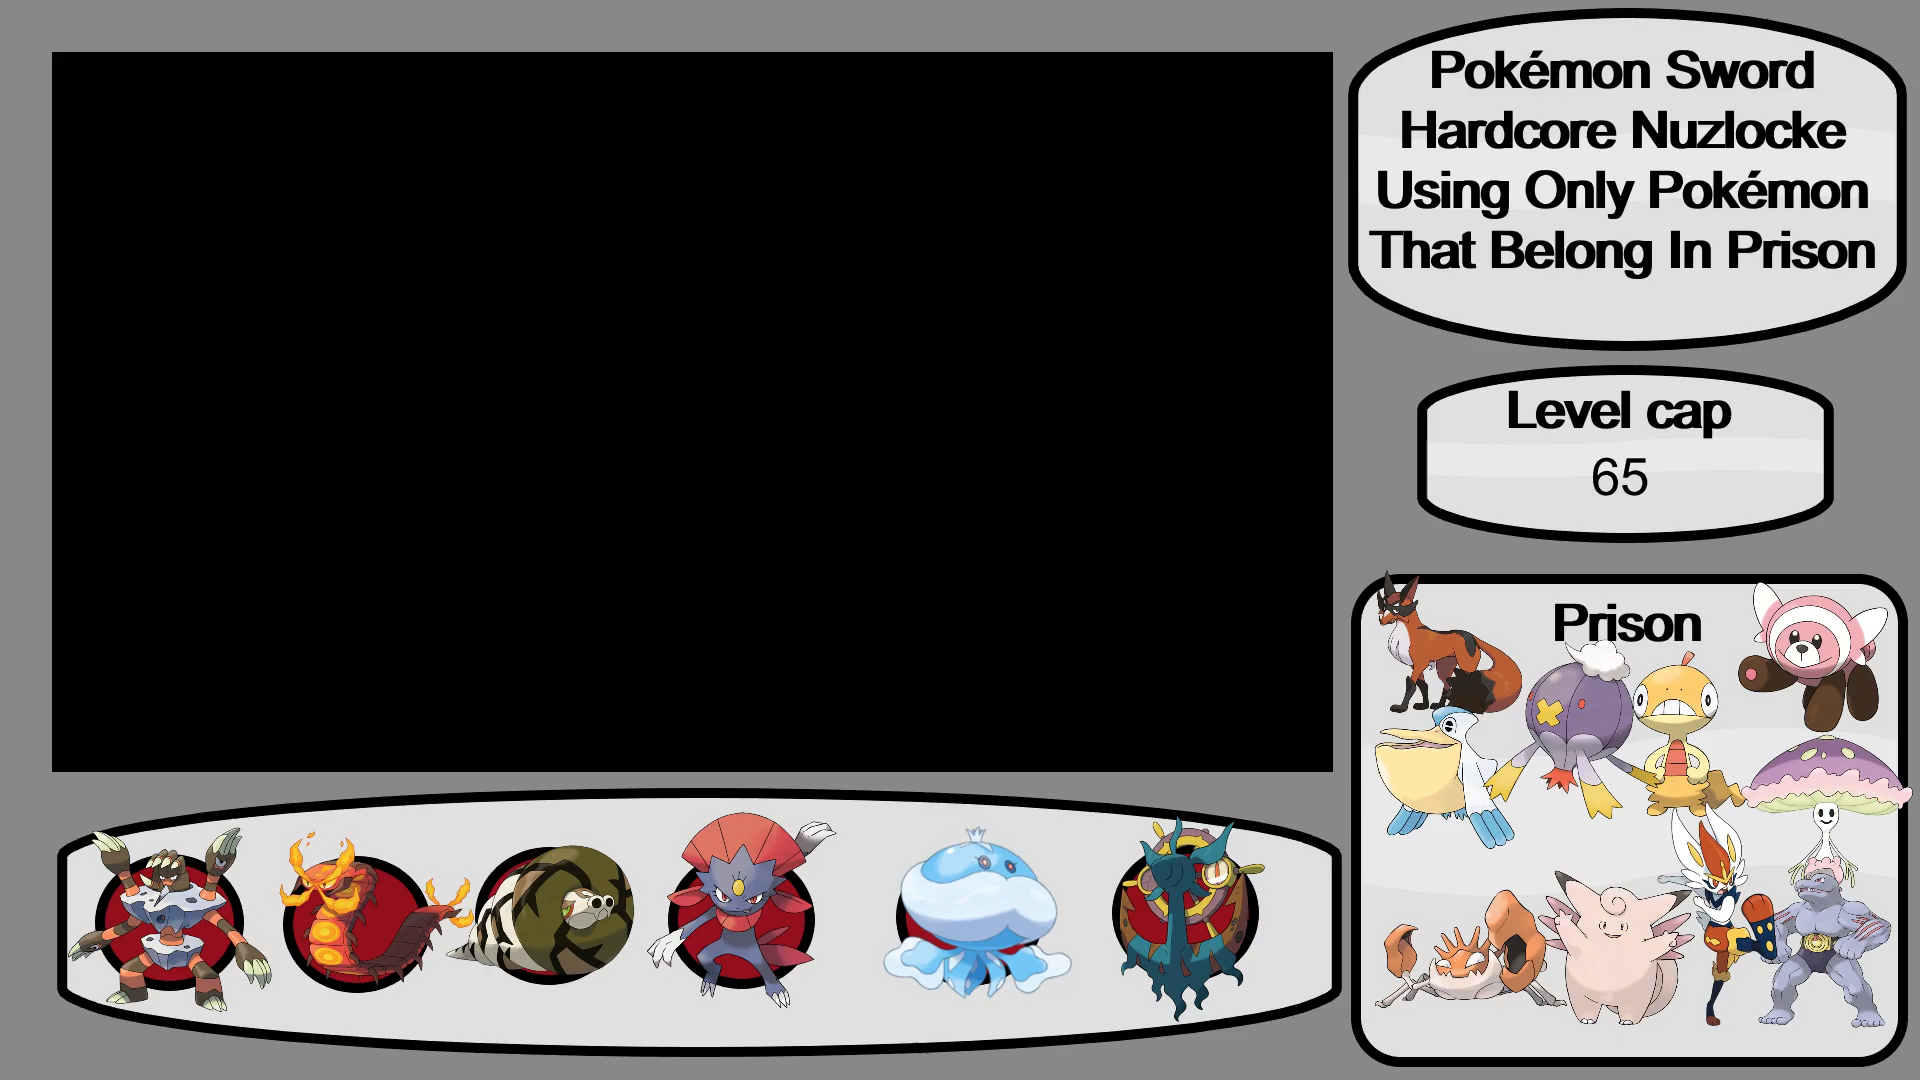 Pokémon Sword
Hardcore Nuzlocke
Using Only Pokémon
That Belong In Prison
Level cap
65
Prison